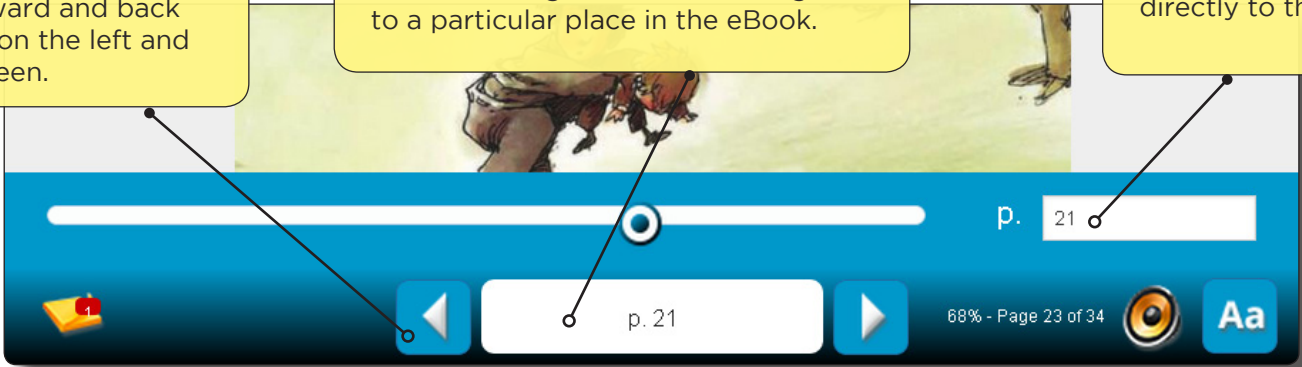 ward and back
on the left and
een.
to a particular place in the eBook.
directly to th
p. 21
1
p. 21
68% - Page 23 of 34
Aa